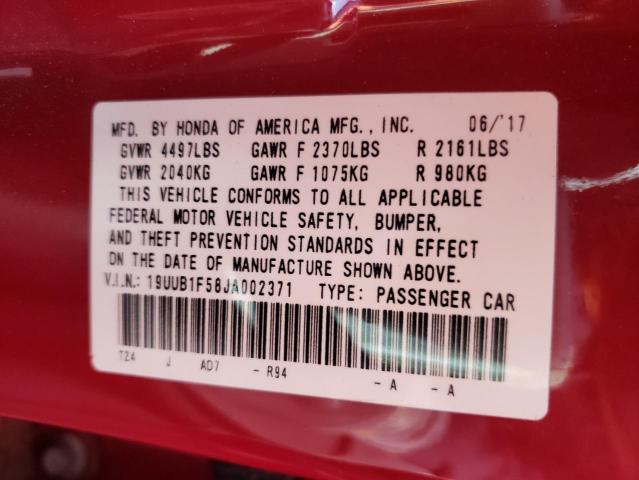 MFD. BY HONDA OF AMERICA MFG., INC. 06/'17
GVWR 4497LBS GAWR F 2370LBS R 2161LBS
GVWR 2040KG GAWR F 1075KG R 980KG
THIS VEHICLE CONFORMS TO ALL APPLICABLE
FEDERAL MOTOR VEHICLE SAFETY, BUMPER,
AND THEFT PREVENTION STANDARDS IN EFFECT
ON THE DATE OF MANUFACTURE SHOWN ABOVE.
V.I.N.: 19UUB1F58JA002371 TYPE: PASSENGER CAR
TZ4 J AD7 - R94 - A - A